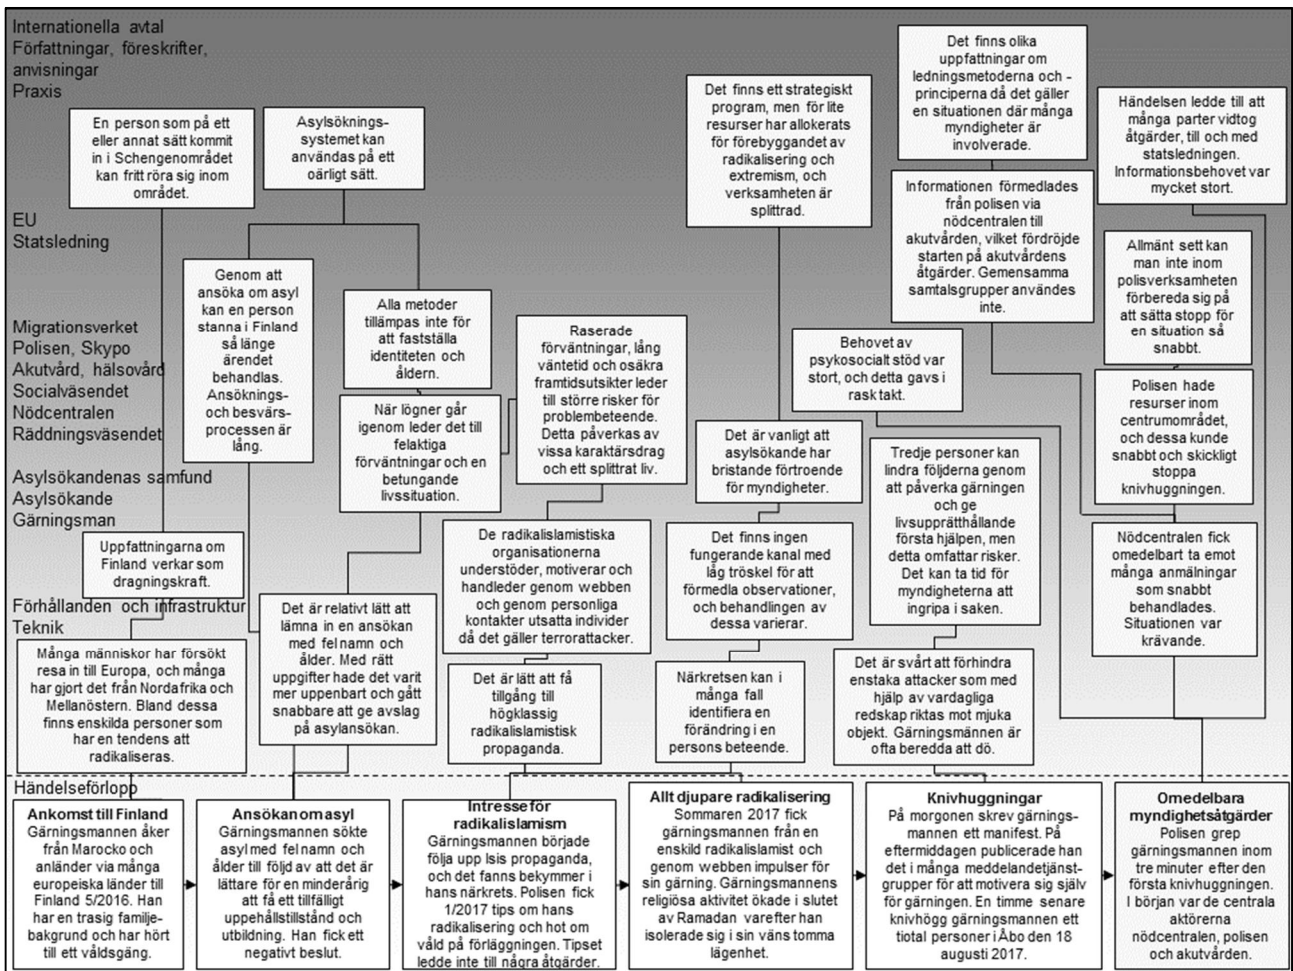 Internationella avtal
Författningar, föreskrifter,
anvisningar
Praxis
En person som på ett
eller annat sätt kommit
in i Schengenområdet
kan fritt röra sig inom
området.
Asylsöknings-
systemet kan
användas på ett
oärligt sätt.
Det finns ett strategiskt
program, men för lite
resurser har allokerats
för förebyggandet av
radikalisering och
extremism, och
verksamheten är
splittrad.
Det finns olika
uppfattningar om
ledningsmetoderna och -
principerna då det gäller
en situationen där många
myndigheter är
involverade.
Händelsen ledde till att
många parter vidtog
åtgärder, till och med
statsledningen.
Informationsbehovet var
mycket stort.
EU
Statsledning
Genom att
ansöka om asyl
kan en person
stanna i Finland
så länge
ärendet
behandlas.
Ansöknings-
och besvärs-
processen är
lång.
Alla metoder
tillämpas inte för
att fastställa
identiteten och
åldern.
Informationen förmedlades
från polisen via
nödcentralen till
akutvården, vilket fördröjde
starten på akutvårdens
åtgärder. Gemensamma
samtalsgrupper användes
inte.
Allmänt sett kan
man inte inom
polisverksamheten
förbereda sig på
att sätta stopp för
en situation så
snabbt.
Migrationsverket
Polisen, Skypo
Akutvård, hälsovård
Socialväsendet
Nödcentralen
Räddningsväsendet
När lögner går
igenom leder det till
felaktiga
förväntningar och en
betungande
livssituation.
Raserade
förväntningar, lång
väntetid och osäkra
framtidsutsikter leder
till större risker för
problembeteende.
Detta påverkas av
vissa karaktärsdrag
och ett splittrat liv.
Behovet av
psykosocialt stöd var
stort, och detta gavs i
rask takt.
Polisen hade
resurser inom
centrumområdet,
och dessa kunde
snabbt och skickligt
stoppa
knivhuggningen.
Asylsökandenas samfund
Asylsökande
Gärningsman
Det är vanligt att
asylsökande har
bristande förtroende
för myndigheter.
Tredje personer kan
lindra följderna genom
att påverka gärningen
och ge
livsupprätthållande
första hjälpen, men
detta omfattar risker.
Det kan ta tid för
myndigheterna att
ingripa i saken.
Uppfattningarna om
Finland verkar som
dragningskraft.
De radikalislamistiska
organisationerna
understöder, motiverar och
handleder genom webben
och genom personliga
kontakter utsatta individer
då det gäller terrorattacker.
Det finns ingen
fungerande kanal med
låg tröskel för att
förmedla observationer,
och behandlingen av
dessa varierar.
Nödcentralen fick
omedelbart ta emot
många anmälningar
som snabbt
behandlades.
Situationen var
krävande.
Förhållanden och infrastruktur
Teknik
Många människor har försökt
resa in till Europa, och många
har gjort det från Nordafrika och
Mellanöstern. Bland dessa
finns enskilda personer som
har en tendens att
radikaliseras.
Det är relativt lätt att
lämna in en ansökan
med fel namn och
ålder. Med rätt
uppgifter hade det varit
mer uppenbart och gått
snabbare att ge avslag
på asylansökan.
Det är lätt att få
tillgång till
högklassig
radikalislamistisk
propaganda.
Närkretsen kan i
många fall
identifiera en
förändring i en
persons beteende.
Det är svårt att förhindra
enstaka attacker som med
hjälp av vardagliga
redskap riktas mot mjuka
objekt. Gärningsmännen är
ofta beredda att dö.
Händelseförlopp
Ankomst till Finland
Gärningsmannen åker
från Marocko och
anländer via många
europeiska länder till
Finland 5/2016. Han
har en trasig familje-
bakgrund och har hört
till ett våldsgäng.
Ansökan om asyl
Gärningsmannen sökte
asyl med fel namn och
ålder till följd av att det är
lättare för en minderårig
att få ett tillfälligt
uppehållstillstånd och
utbildning. Han fick ett
negativt beslut.
Intresse för
radikalislamism
Gärningsmannen började
följa upp Isis propaganda,
och det fanns bekymmer i
hans närkrets. Polisen fick
1/2017 tips om hans
radikalisering och hot om
våld på förläggningen. Tipset
ledde inte till några åtgärder.
Allt djupare radikalisering
Sommaren 2017 fick
gärningsmannen från en
enskild radikalislamist och
genom webben impulser för
sin gärning. Gärningsmannens
religiösa aktivitet ökade i slutet
av Ramadan varefter han
isolerade sig i sin väns tomma
lägenhet.
Knivhuggningar
På morgonen skrev gärnings-
mannen ett manifest. På
eftermiddagen publicerade han
det i många meddelandetjänst-
grupper för att motivera sig själv
för gärningen. En timme senare
knivhögg gärningsmannen ett
tiotal personer i Åbo den 18
augusti 2017.
Omedelbara
myndighetsåtgärder
Polisen grep
gärningsmannen inom
tre minuter efter den
första knivhuggningen.
I början var de centrala
aktörerna
nödcentralen, polisen
och akutvården.